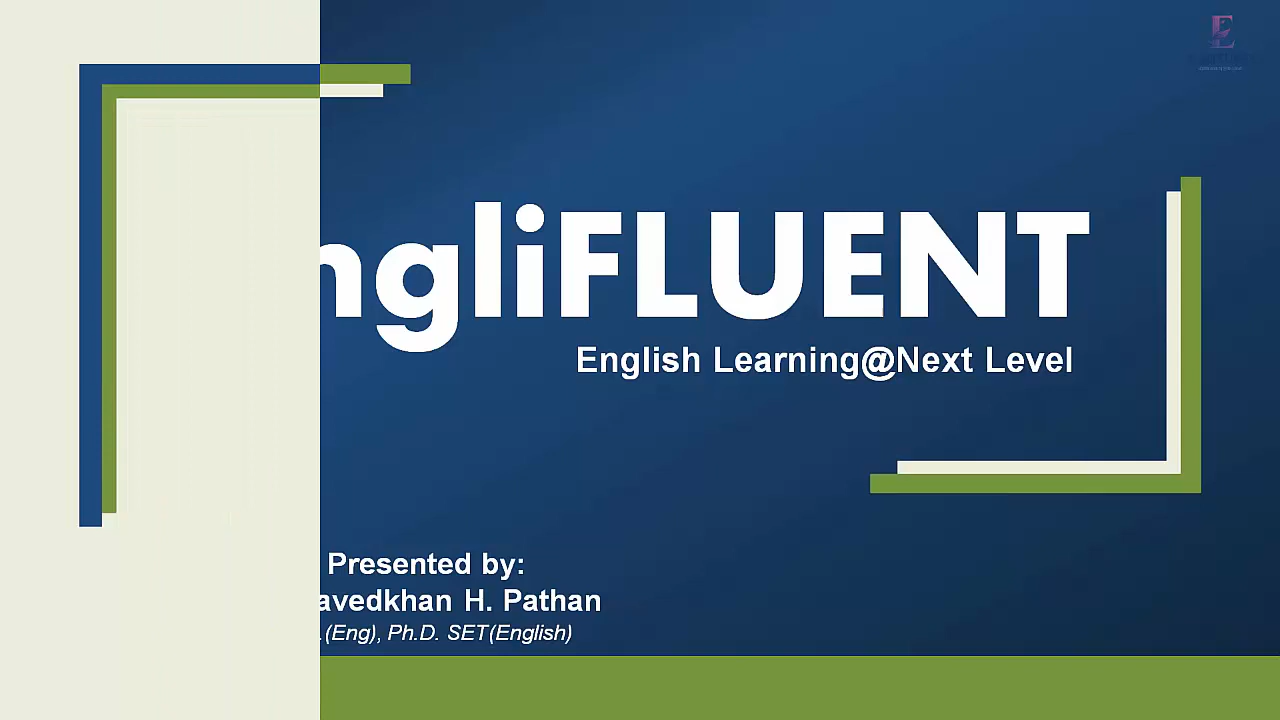 ngliFLUENT
English Learning@Next Level
Presented by:
avedkhan H. Pathan
.(Eng), Ph.D. SET(English)